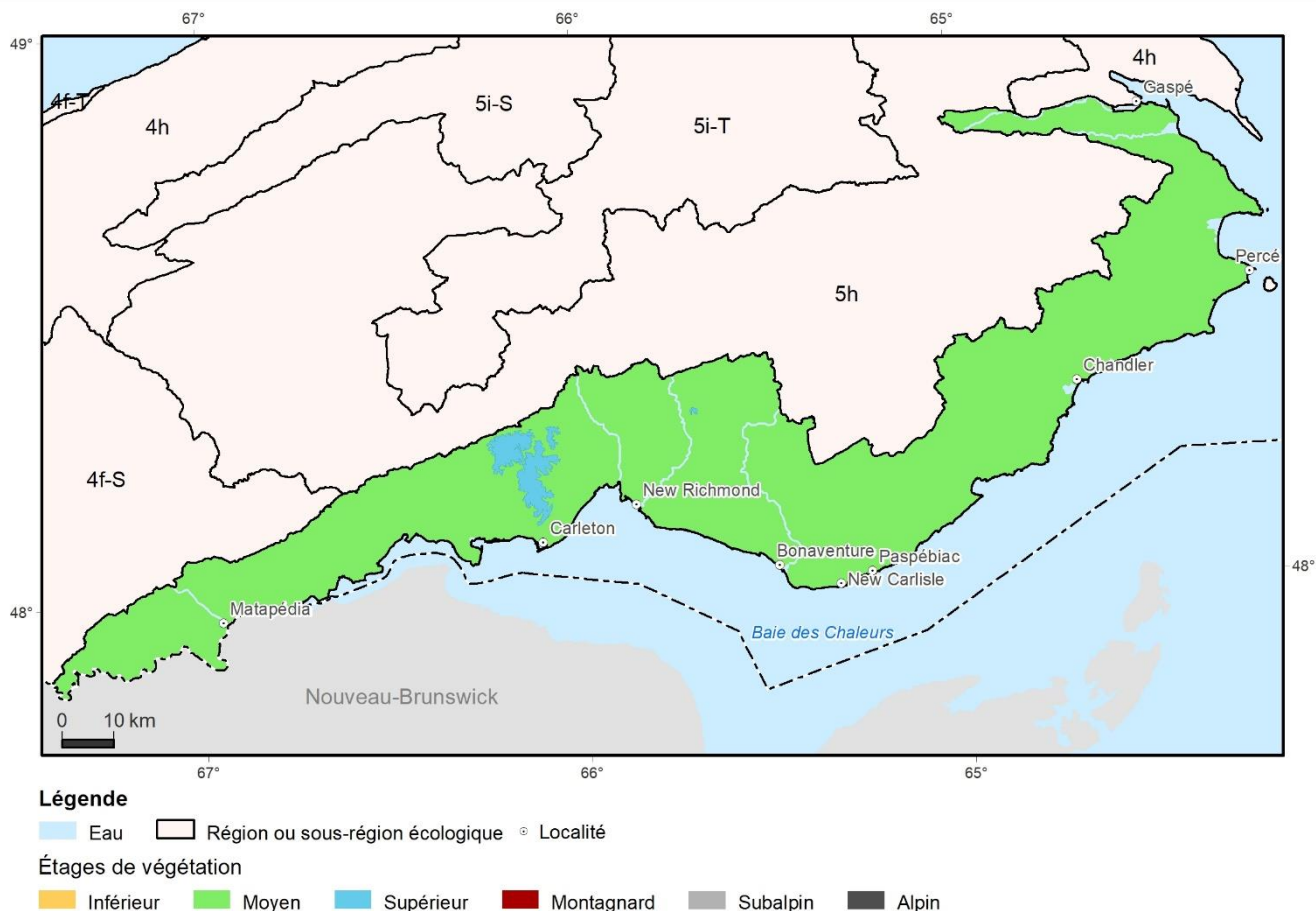 67° 66° 65°
49°
4h
Gaspé
4f-T
5i-S
5i-T
4h
Percé
5h
Chandler
4f-S
New Richmond
Carleton
Bonaventure
Paspébiac
48°
New Carlisle
48°
Matapédia
Baie des Chaleurs
Nouveau-Brunswick
0 10 km
67° 66° 65°
Légende
Eau Région ou sous-région écologique Localité
Étages de végétation
Inférieur Moyen Supérieur Montagnard Subalpin Alpin